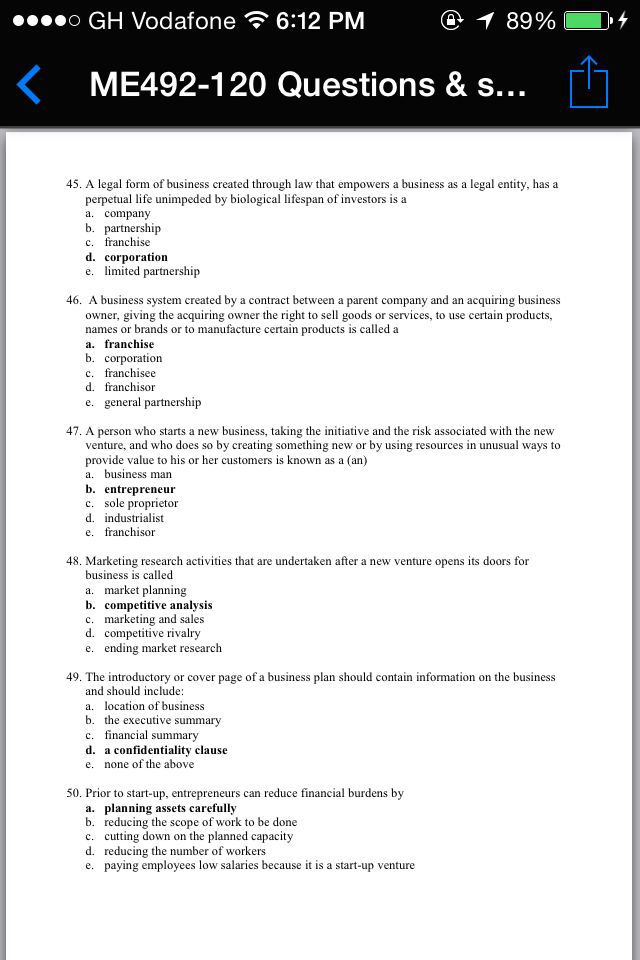 GH Vodafone 6:12 PM 89%
ME492-120 Questions & s...
45. A legal form of business created through law that empowers a business as a legal entity, has a
perpetual life unimpeded by biological lifespan of investors is a
a. company
b. partnership
c. franchise
d. corporation
e. limited partnership
46. A business system created by a contract between a parent company and an acquiring business
owner, giving the acquiring owner the right to sell goods or services, to use certain products,
names or brands or to manufacture certain products is called a
a. franchise
b. corporation
c. franchisee
d. franchisor
e. general partnership
47. A person who starts a new business, taking the initiative and the risk associated with the new
venture, and who does so by creating something new or by using resources in unusual ways to
provide value to his or her customers is known as a (an)
a. business man
b. entrepreneur
c. sole proprietor
d. industrialist
e. franchisor
48. Marketing research activities that are undertaken after a new venture opens its doors for
business is called
a. market planning
b. competitive analysis
c. marketing and sales
d. competitive rivalry
e. ending market research
49. The introductory or cover page of a business plan should contain information on the business
and should include:
a. location of business
b. the executive summary
c. financial summary
d. a confidentiality clause
e. none of the above
50. Prior to start-up, entrepreneurs can reduce financial burdens by
a. planning assets carefully
b. reducing the scope of work to be done
c. cutting down on the planned capacity
d. reducing the number of workers
e. paying employees low salaries because it is a start-up venture